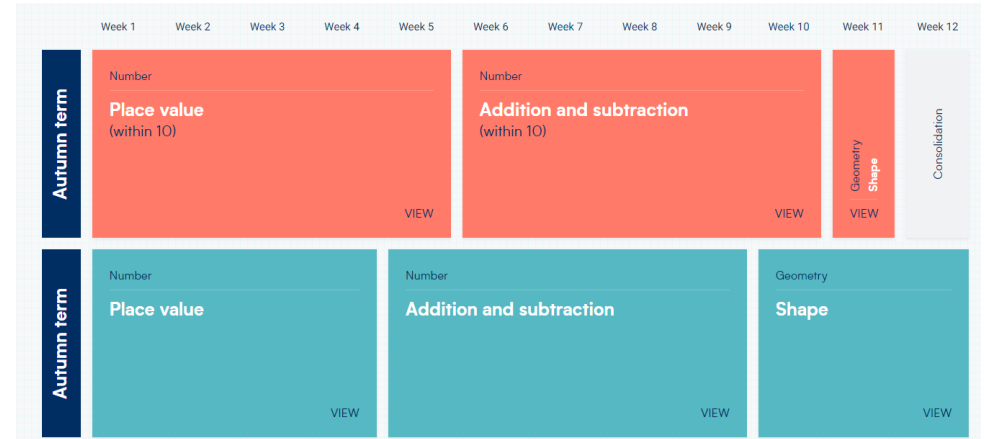 Week 1 Week 2 Week 3 Week 4 Week 5 Week 6 Week 7 Week 8 Week 9 Week 10 Week 11 Week 12
Autumn term
Number
Place value
(within 10)
VIEW
Number
Addition and subtraction
(within 10)
VIEW
Geometry
Shape
VIEW
Consolidation
Autumn term
Number
Place value
VIEW
Number
Addition and subtraction
VIEW
Geometry
Shape
VIEW